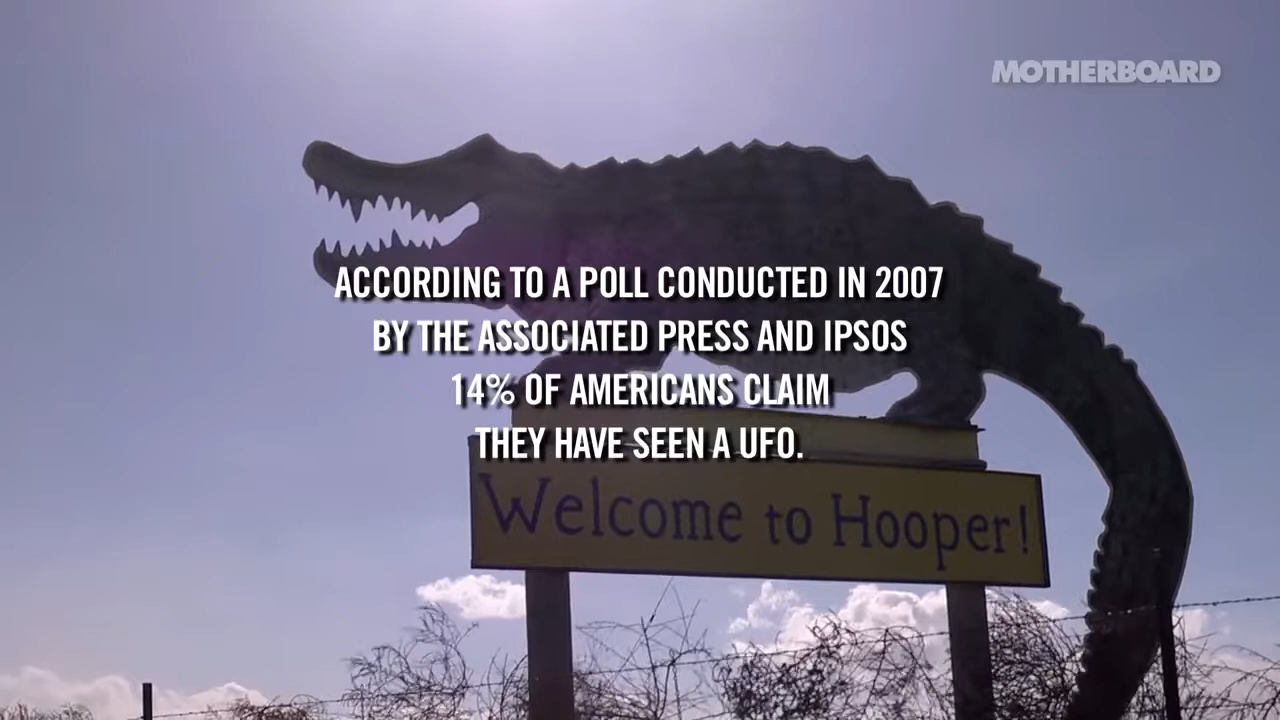 MOTHERBOARD
ACCORDING TO A POLL CONDUCTED IN 2007
BY THE ASSOCIATED PRESS AND IPSOS
14% OF AMERICANS CLAIM
THEY HAVE SEEN A UFO.
Welcome to Hooper!